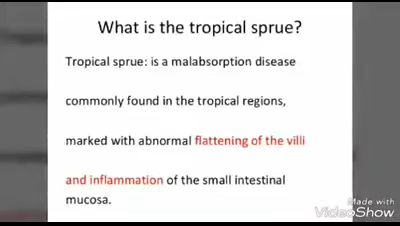 What is the tropical sprue?
Tropical sprue: is a malabsorption disease
commonly found in the tropical regions,
marked with abnormal flattening of the villi
and inflammation of the small intestinal
mucosa.
Made with
VideoShow